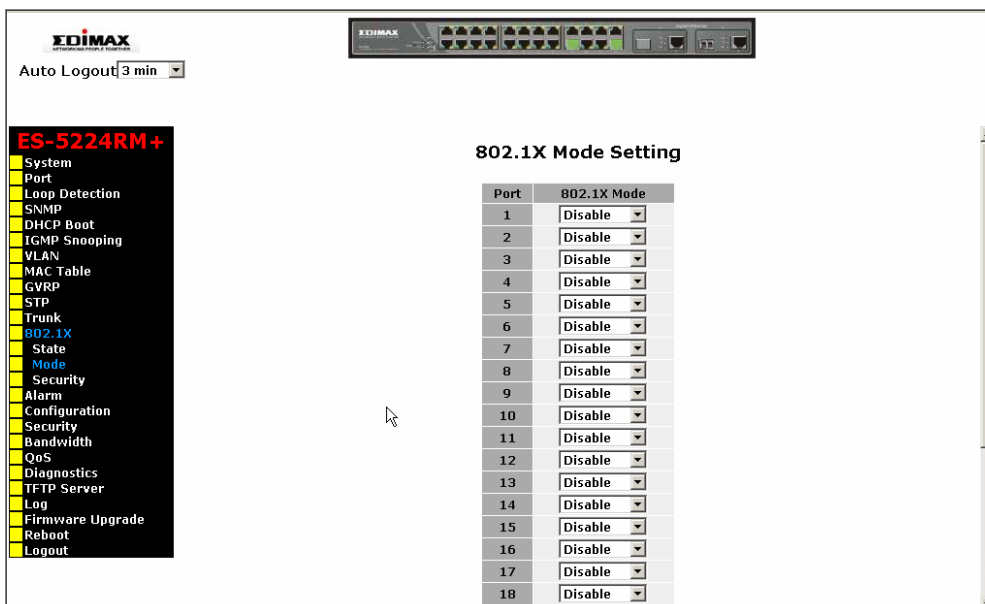 EDIMAX
NETWORKING PEOPLE TOGETHER
EDIMAX
Auto Logout 3 min
ES-5224RM+
System
Port
Loop Detection
SNMP
DHCP Boot
IGMP Snooping
VLAN
MAC Table
GVRP
STP
Trunk
802.1X
State
Mode
Security
Alarm
Configuration
Security
Bandwidth
QoS
Diagnostics
TFTP Server
Log
Firmware Upgrade
Reboot
Logout
802.1X Mode Setting
Port 802.1X Mode
1 Disable
2 Disable
3 Disable
4 Disable
5 Disable
6 Disable
7 Disable
8 Disable
9 Disable
10 Disable
11 Disable
12 Disable
13 Disable
14 Disable
15 Disable
16 Disable
17 Disable
18 Disable